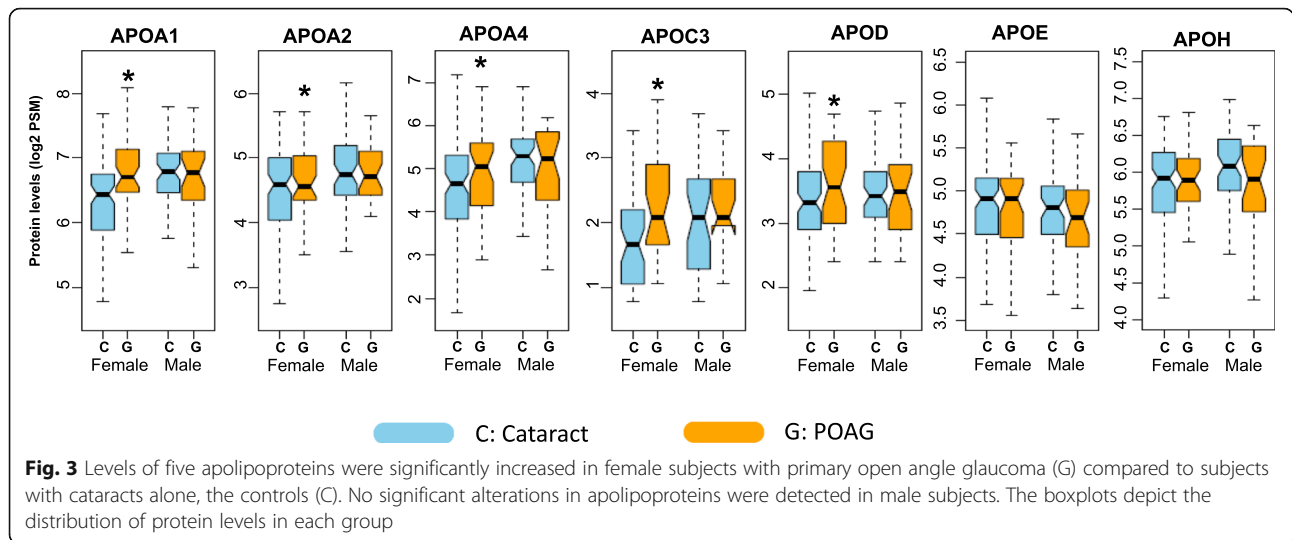 APOA1 APOA2 APOA4 APOC3 APOD APOE APOH
Protein levels (log2 PSM)
5 6 7 8
3 4 5 6
2 3 4 5 6 7
1 2 3 4
2 3 4 5
3.5 4.0 4.5 5.0 5.5 6.0 6.5
4.0 4.5 5.0 5.5 6.0 6.5 7.0 7.5
* * * * *
C G C G C G C G C G C G C G C G C G C G C G C G C G C G
Female Male Female Male Female Male Female Male Female Male Female Male Female Male
C: Cataract G: POAG
Fig. 3 Levels of five apolipoproteins were significantly increased in female subjects with primary open angle glaucoma (G) compared to subjects
with cataracts alone, the controls (C). No significant alterations in apolipoproteins were detected in male subjects. The boxplots depict the
distribution of protein levels in each group